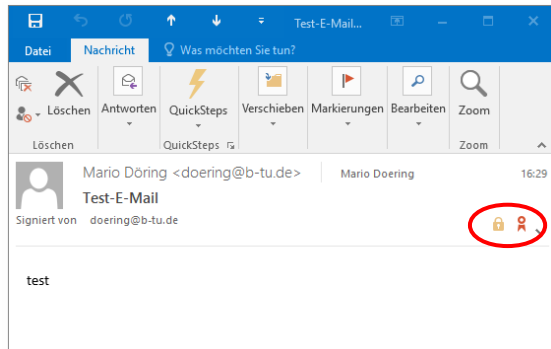 Test-E-Mail...
Datei Nachricht Was möchten Sie tun?
Löschen Antworten QuickSteps Verschieben Markierungen Bearbeiten Zoom
Löschen QuickSteps Zoom
Mario Döring <doering@b-tu.de> Mario Doering 16:29
Test-E-Mail
Signiert von doering@b-tu.de
test